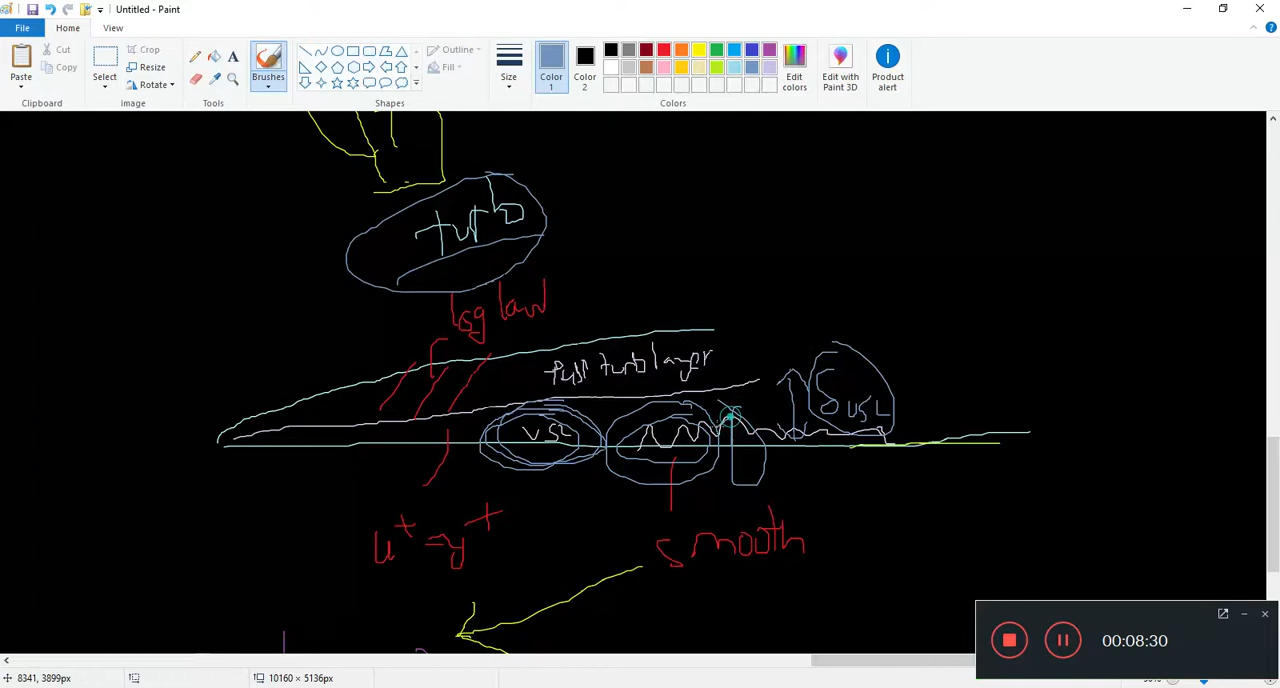 Untitled - Paint
File
Home
View
Paste
Cut
Copy
Clipboard
Select
Crop
Resize
Rotate
Image
Tools
Brushes
Shapes
Outline
Fill
Size
Color 1
Color 2
Edit colors
Colors
Edit with Paint 3D
Product alert
turb
log law
turb layer
VSL
δVSL
u+ = y+
smooth
00:08:30
8341, 3899px
10160 × 5136px